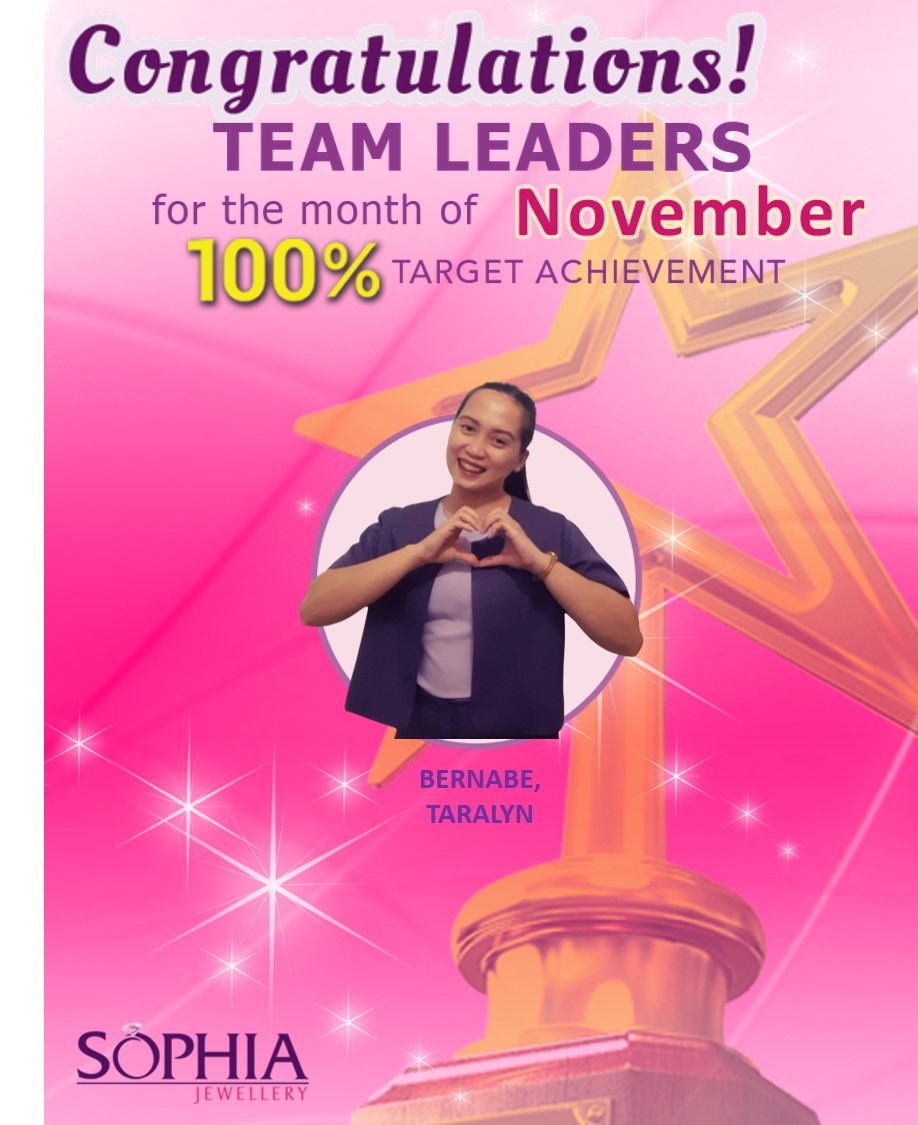 Congratulations!
TEAM LEADERS
for the month of November
100% TARGET ACHIEVEMENT
BERNABE,
TARALYN
SOPHIA
JEWELLERY